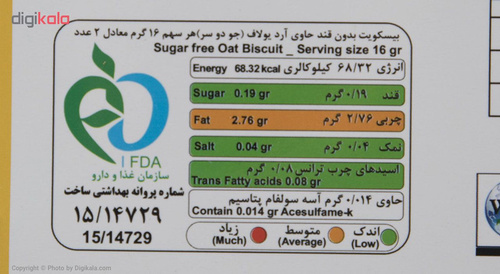 digikala
دیجی‌کالا
بیسکویت بدون قند حاوی آرد یولاف (جو دو سر)هر سهم ۱۶ گرم معادل ۲ عدد
Sugar free Oat Biscuit _ Serving size 16 gr
انرژی ۶۸/۳۲ کیلوکالری
Energy 68.32kcal
قند ۰/۱۹ گرم
Sugar 0.19 gr
چربی ۲/۷۶ گرم
Fat 2.76 gr
نمک ۰/۰۴ گرم
Salt 0.04 gr
اسیدهای چرب ترانس ۰/۰۸ گرم
Trans Fatty acids 0.08 gr
حاوی ۰/۰۱۴ گرم آسه سولفام پتاسیم
Contain 0.014 gr Acesulfame-k
زیاد (Much) متوسط (Average) اندک (Low)
IFDA
سازمان غذا و دارو
شماره پروانه بهداشتی ساخت
۱۵/۱۴۷۲۹
15/14729
Copyright © Photo by Digikala.com